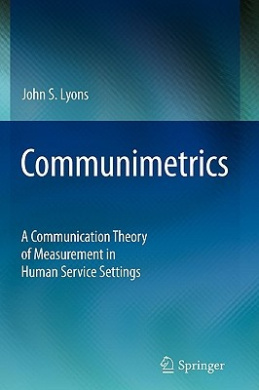 John S. Lyons
Communimetrics
A Communication Theory
of Measurement in
Human Service Settings
Springer